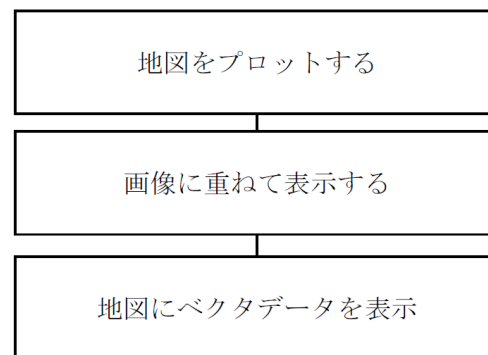 地図をプロットする
画像に重ねて表示する
地図にベクタデータを表示